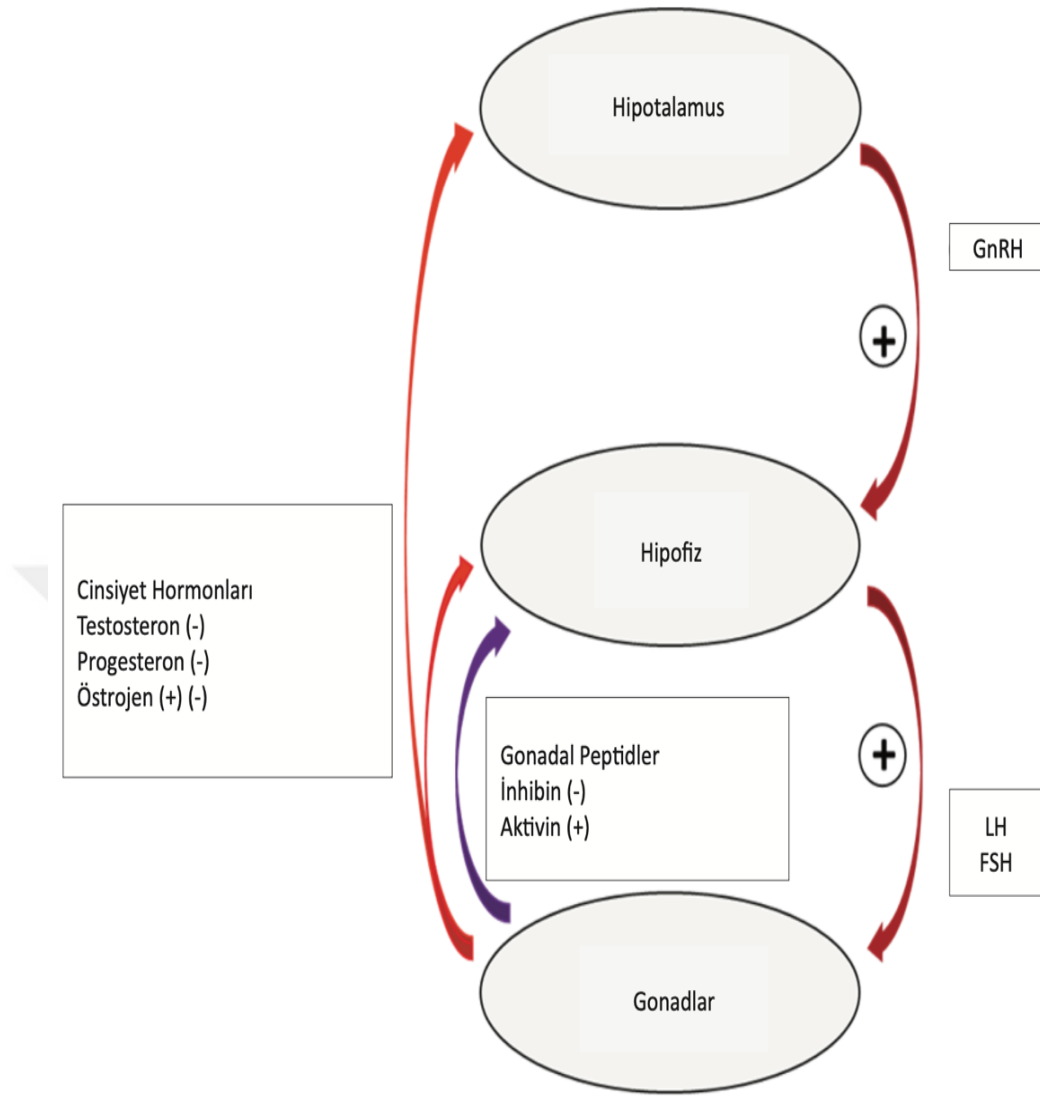 Hipotalamus
GnRH
+
Hipofiz
Cinsiyet Hormonları
Testosteron (-)
Progesteron (-)
Östrojen (+) (-)
Gonadal Peptidler
İnhibin (-)
Aktivin (+)
+
LH
FSH
Gonadlar